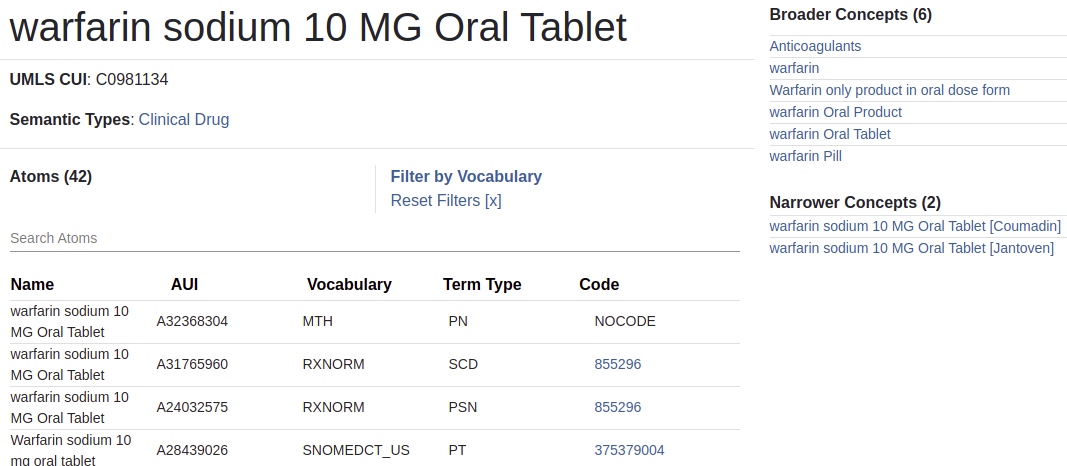 warfarin sodium 10 MG Oral Tablet
UMLS CUI: C0981134
Semantic Types: Clinical Drug
Atoms (42)
Filter by Vocabulary
Reset Filters [x]
Search Atoms
Name AUI Vocabulary Term Type Code
warfarin sodium 10
MG Oral Tablet
A32368304 MTH PN NOCODE
warfarin sodium 10
MG Oral Tablet
A31765960 RXNORM SCD 855296
warfarin sodium 10
MG Oral Tablet
A24032575 RXNORM PSN 855296
Warfarin sodium 10
mg oral tablet
A28439026 SNOMEDCT_US PT 375379004
Broader Concepts (6)
Anticoagulants
warfarin
Warfarin only product in oral dose form
warfarin Oral Product
warfarin Oral Tablet
warfarin Pill
Narrower Concepts (2)
warfarin sodium 10 MG Oral Tablet [Coumadin]
warfarin sodium 10 MG Oral Tablet [Jantoven]